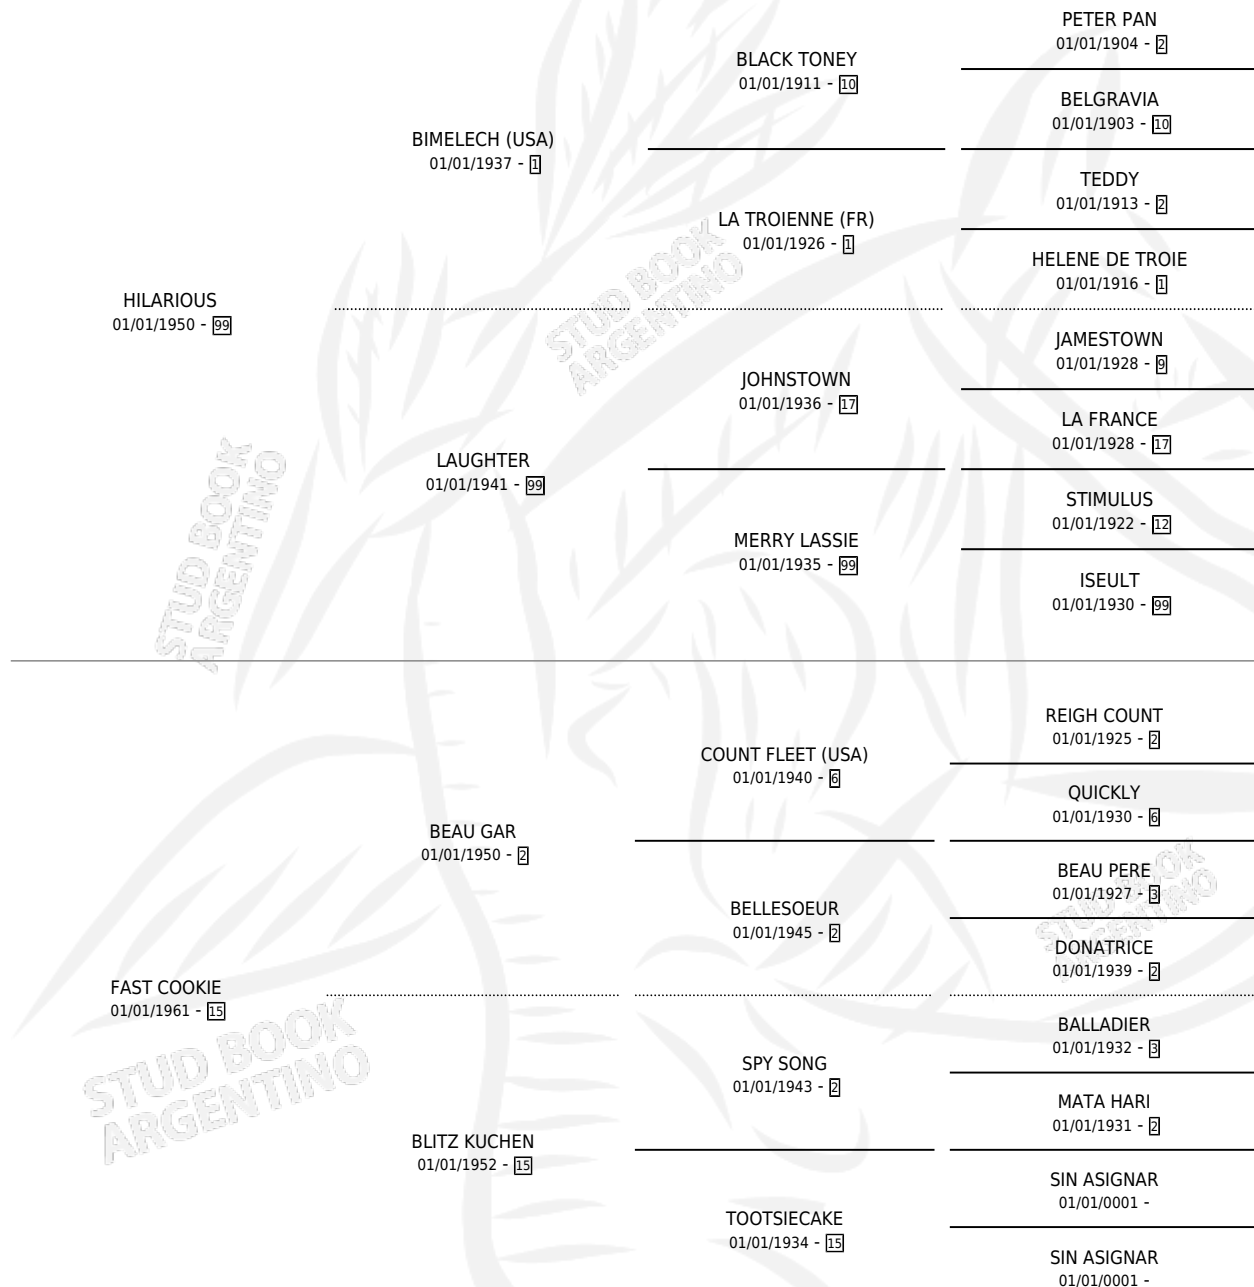 PETER PAN
01/01/1904 - 2
BLACK TONEY
01/01/1911 - 10
BELGRAVIA
01/01/1903 - 10
BIMELECH (USA)
01/01/1937 - 1
TEDDY
01/01/1913 - 2
LA TROIENNE (FR)
01/01/1926 - 1
HELENE DE TROIE
01/01/1916 - 1
HILARIOUS
01/01/1950 - 99
STUD BOOK
ARGENTINO
JAMESTOWN
01/01/1928 - 9
JOHNSTOWN
01/01/1936 - 17
LA FRANCE
01/01/1928 - 17
LAUGHTER
01/01/1941 - 99
STIMULUS
01/01/1922 - 12
MERRY LASSIE
01/01/1935 - 99
ISEULT
01/01/1930 - 99
STUD BOOK
ARGENTINO
REIGH COUNT
01/01/1925 - 2
COUNT FLEET (USA)
01/01/1940 - 6
QUICKLY
01/01/1930 - 6
BEAU GAR
01/01/1950 - 2
BEAU PERE
01/01/1927 - 3
BELLESOEUR
01/01/1945 - 2
DONATRICE
01/01/1939 - 2
STUD BOOK
ARGENTINO
FAST COOKIE
01/01/1961 - 15
BALLADIER
01/01/1932 - 3
SPY SONG
01/01/1943 - 2
MATA HARI
01/01/1931 - 2
STUD BOOK
ARGENTINO
BLITZ KUCHEN
01/01/1952 - 15
SIN ASIGNAR
01/01/0001 -
TOOTSIECAKE
01/01/1934 - 15
SIN ASIGNAR
01/01/0001 -